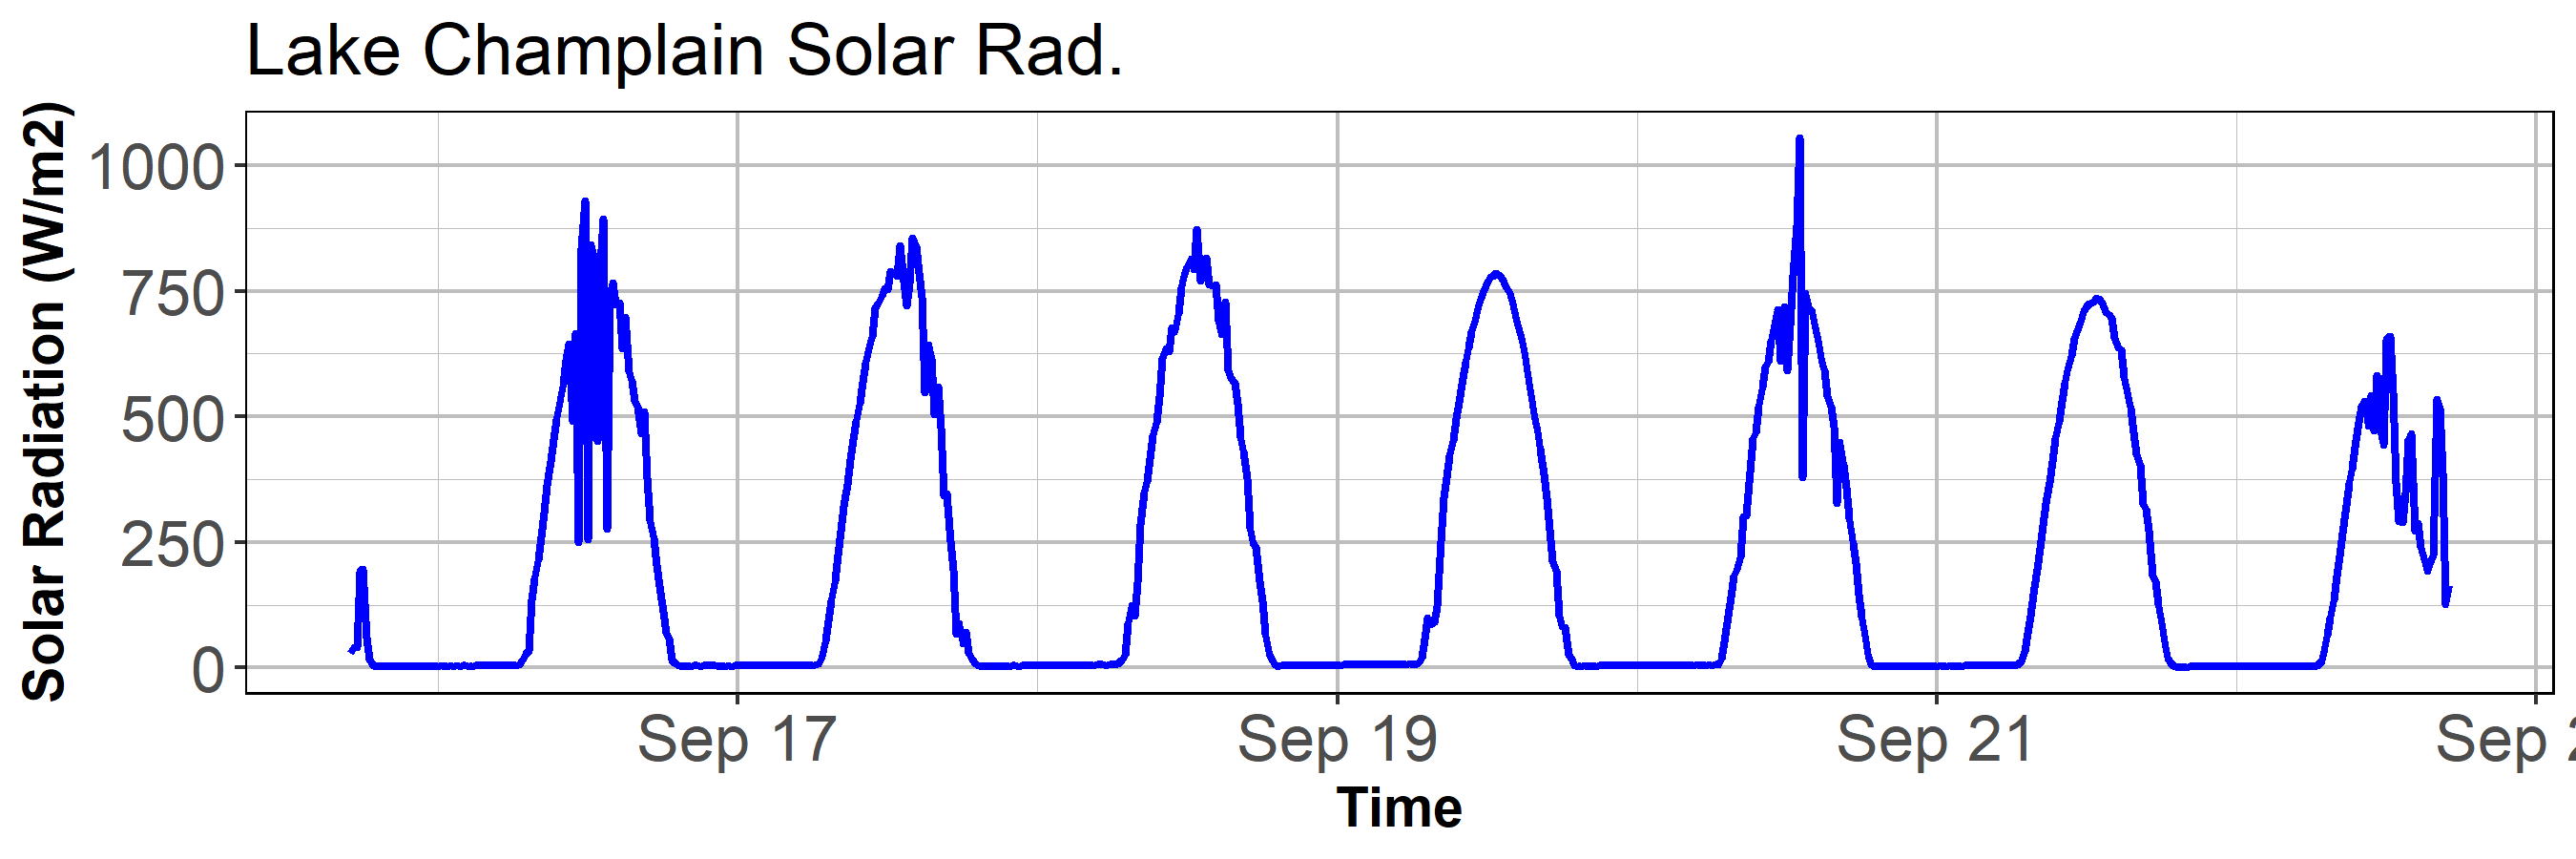 Lake Champlain Solar Rad.
Solar Radiation (W/m2)
1000
750
500
250
0
Sep 17 Sep 19 Sep 21 Sep
Time